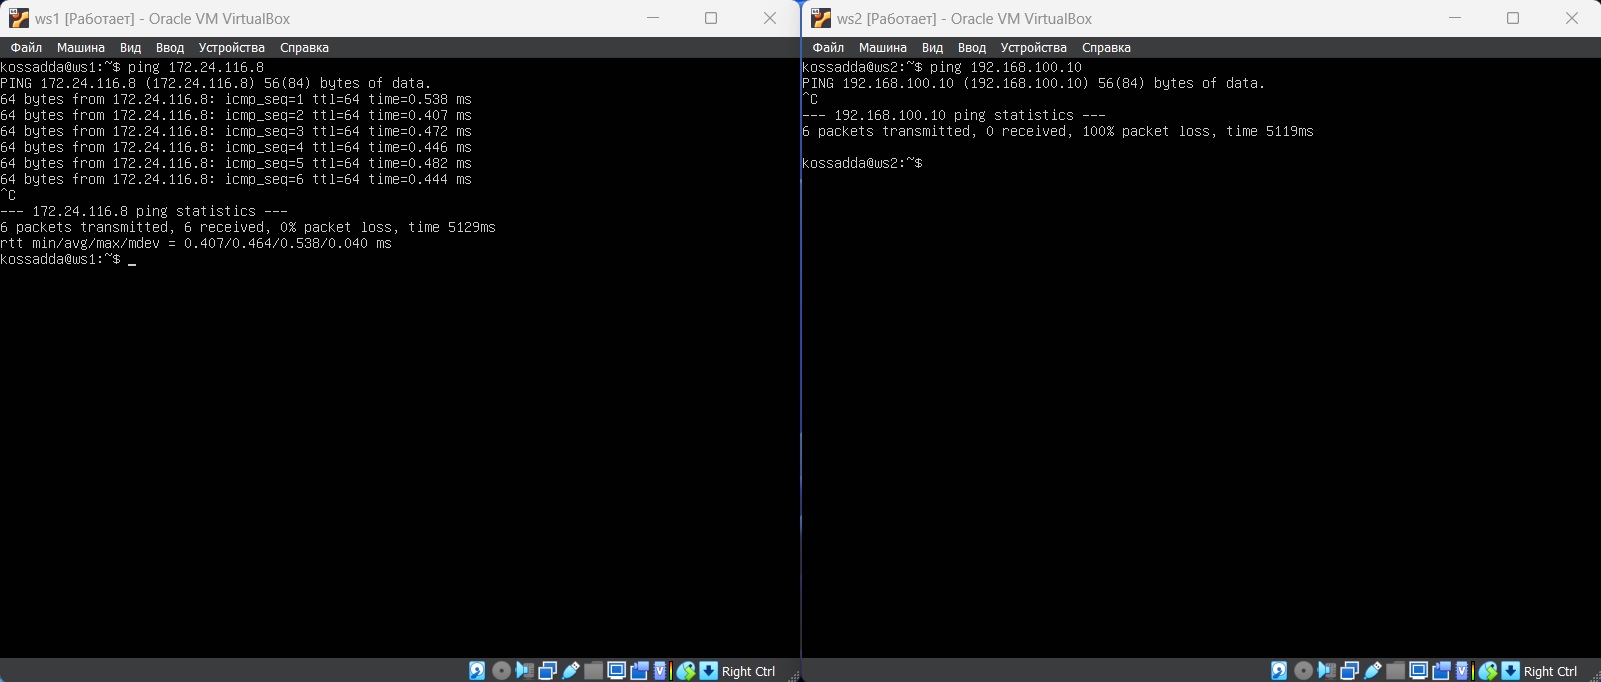 ws1 [Работает] - Oracle VM VirtualBox
Файл Машина Вид Ввод Устройства Справка
kossadda@ws1:~$ ping 172.24.116.8
PING 172.24.116.8 (172.24.116.8) 56(84) bytes of data.
64 bytes from 172.24.116.8: icmp_seq=1 ttl=64 time=0.538 ms
64 bytes from 172.24.116.8: icmp_seq=2 ttl=64 time=0.407 ms
64 bytes from 172.24.116.8: icmp_seq=3 ttl=64 time=0.472 ms
64 bytes from 172.24.116.8: icmp_seq=4 ttl=64 time=0.446 ms
64 bytes from 172.24.116.8: icmp_seq=5 ttl=64 time=0.482 ms
64 bytes from 172.24.116.8: icmp_seq=6 ttl=64 time=0.444 ms
^C
--- 172.24.116.8 ping statistics ---
6 packets transmitted, 6 received, 0% packet loss, time 5129ms
rtt min/avg/max/mdev = 0.407/0.464/0.538/0.040 ms
kossadda@ws1:~$ _
Right Ctrl
ws2 [Работает] - Oracle VM VirtualBox
Файл Машина Вид Ввод Устройства Справка
kossadda@ws2:~$ ping 192.168.100.10
PING 192.168.100.10 (192.168.100.10) 56(84) bytes of data.
^C
--- 192.168.100.10 ping statistics ---
6 packets transmitted, 0 received, 100% packet loss, time 5119ms
kossadda@ws2:~$
Right Ctrl